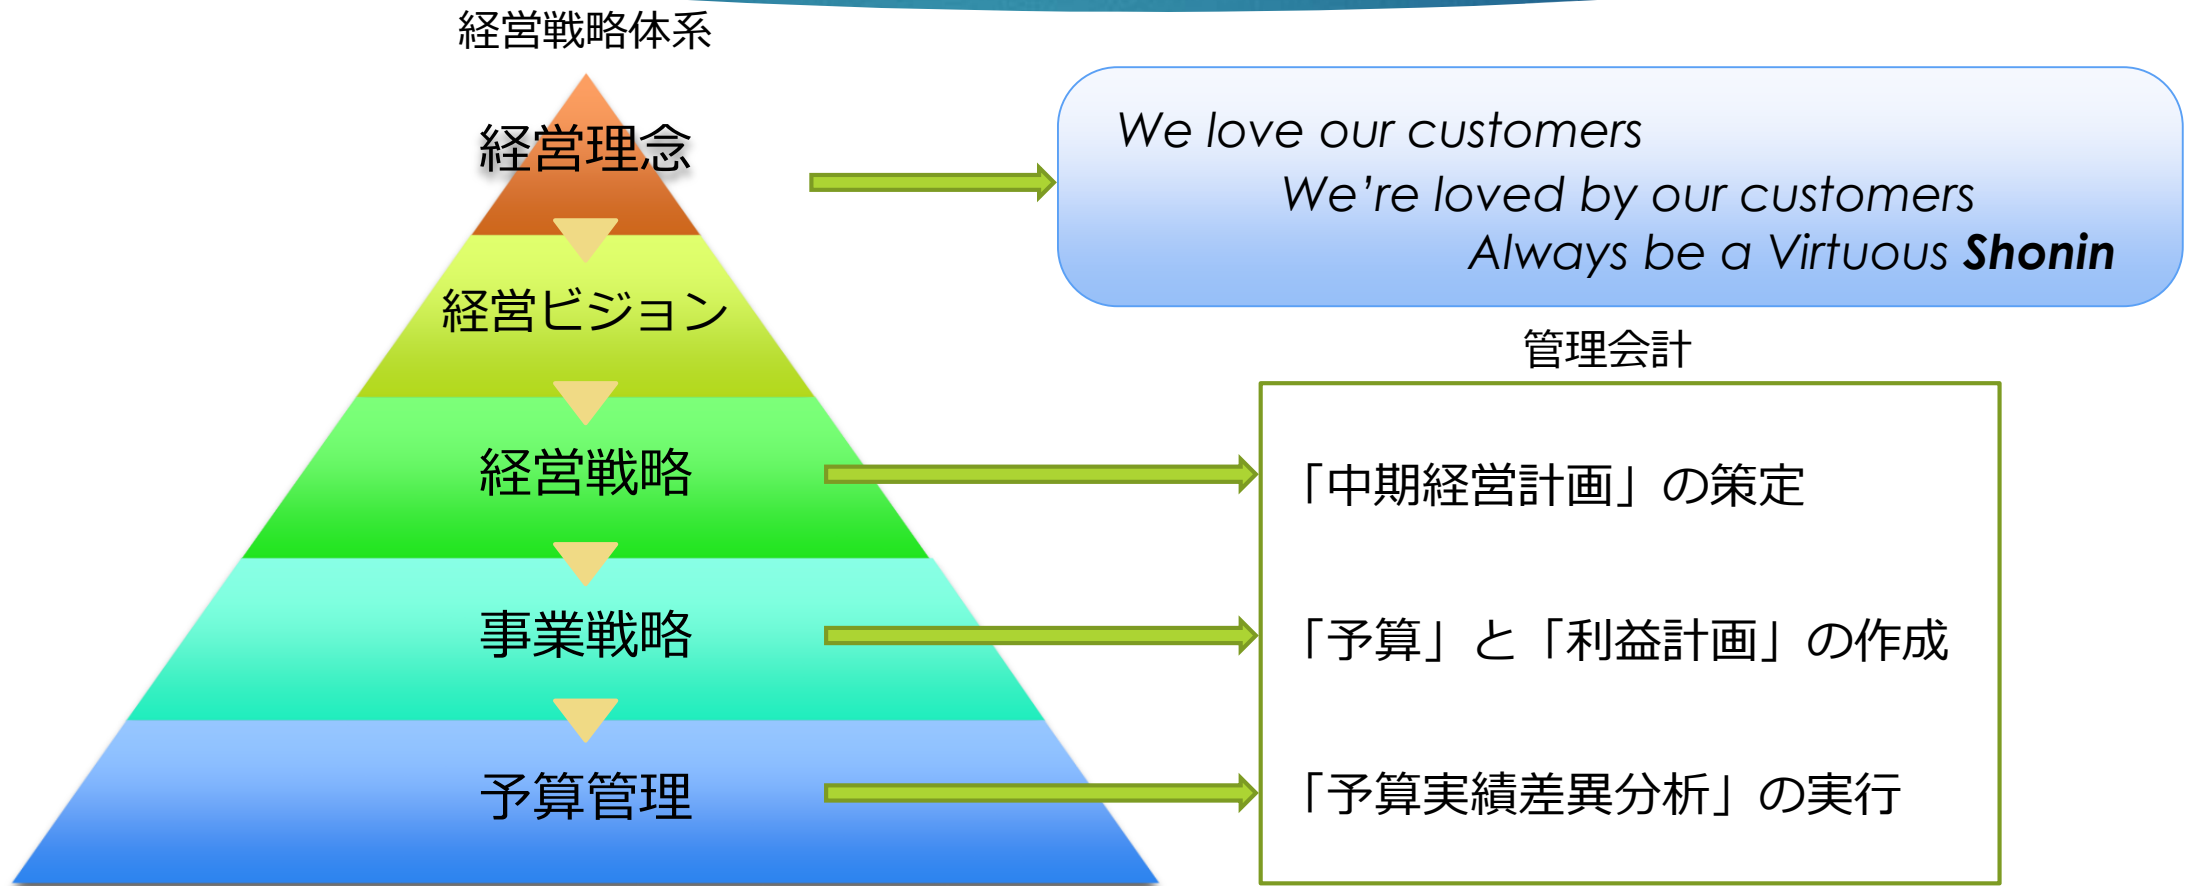 経営戦略体系
経営理念
経営ビジョン
経営戦略
事業戦略
予算管理
We love our customers
We’re loved by our customers
Always be a Virtuous Shonin
管理会計
「中期経営計画」の策定
「予算」と「利益計画」の作成
「予算実績差異分析」の実行